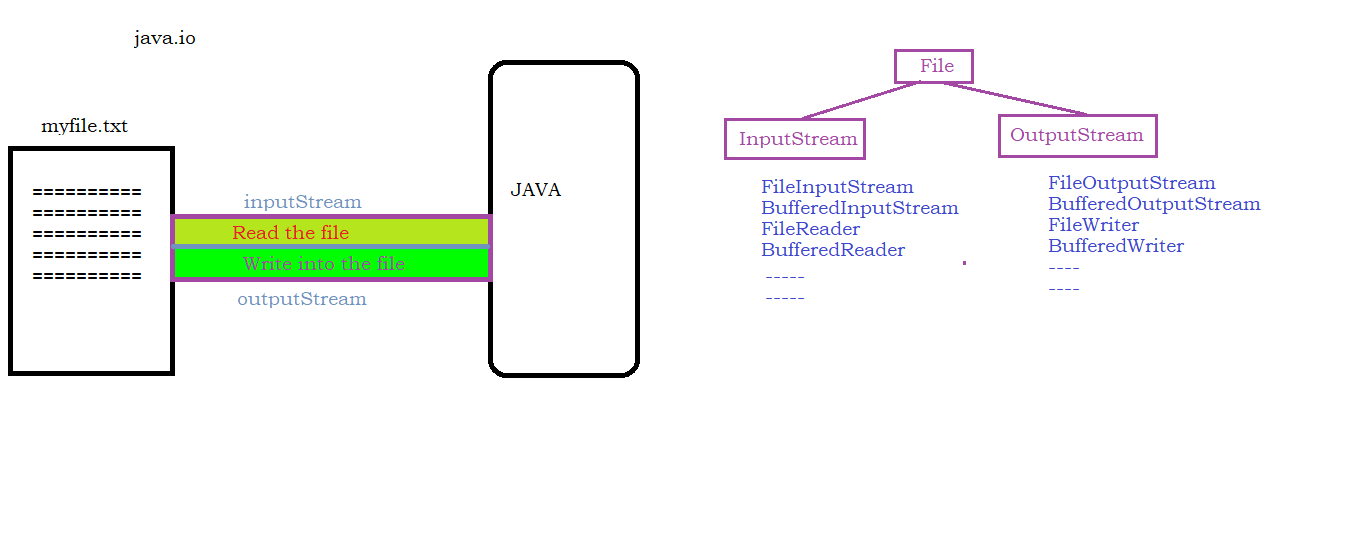 java.io
myfile.txt
==========
==========
==========
==========
==========
inputStream
Read the file
Write into the file
outputStream
JAVA
File
InputStream
OutputStream
FileInputStream
BufferedInputStream
FileReader
BufferedReader
-----
-----
FileOutputStream
BufferedOutputStream
FileWriter
BufferedWriter
----
----